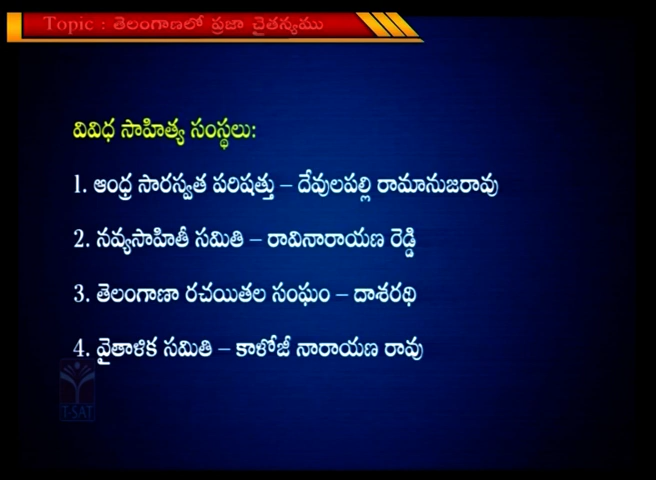 Topic : తెలంగాణలో ప్రజా చైతన్యము
వివిధ సాహిత్య సంస్థలు:
1. ఆంధ్ర సారస్వత పరిషత్తు – దేవులపల్లి రామానుజరావు
2. నవ్యసాహితీ సమితి – రావినారాయణ రెడ్డి
3. తెలంగాణా రచయితల సంఘం – దాశరథి
4. వైతాళిక సమితి – కాళోజీ నారాయణ రావు
T-SAT